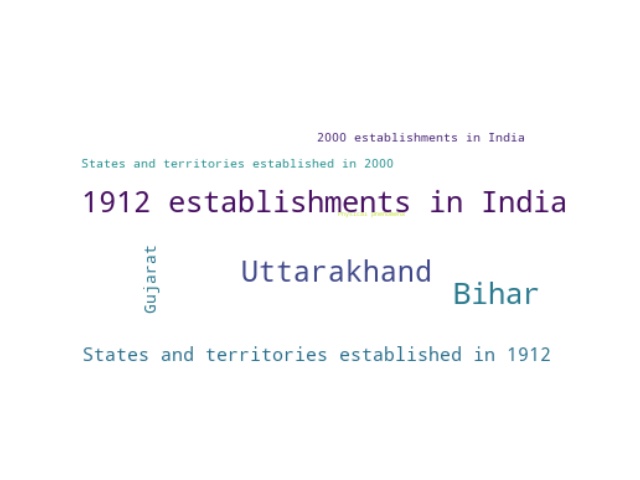 2000 establishments in India
States and territories established in 2000
1912 establishments in India
Gujarat
Uttarakhand
Bihar
States and territories established in 1912